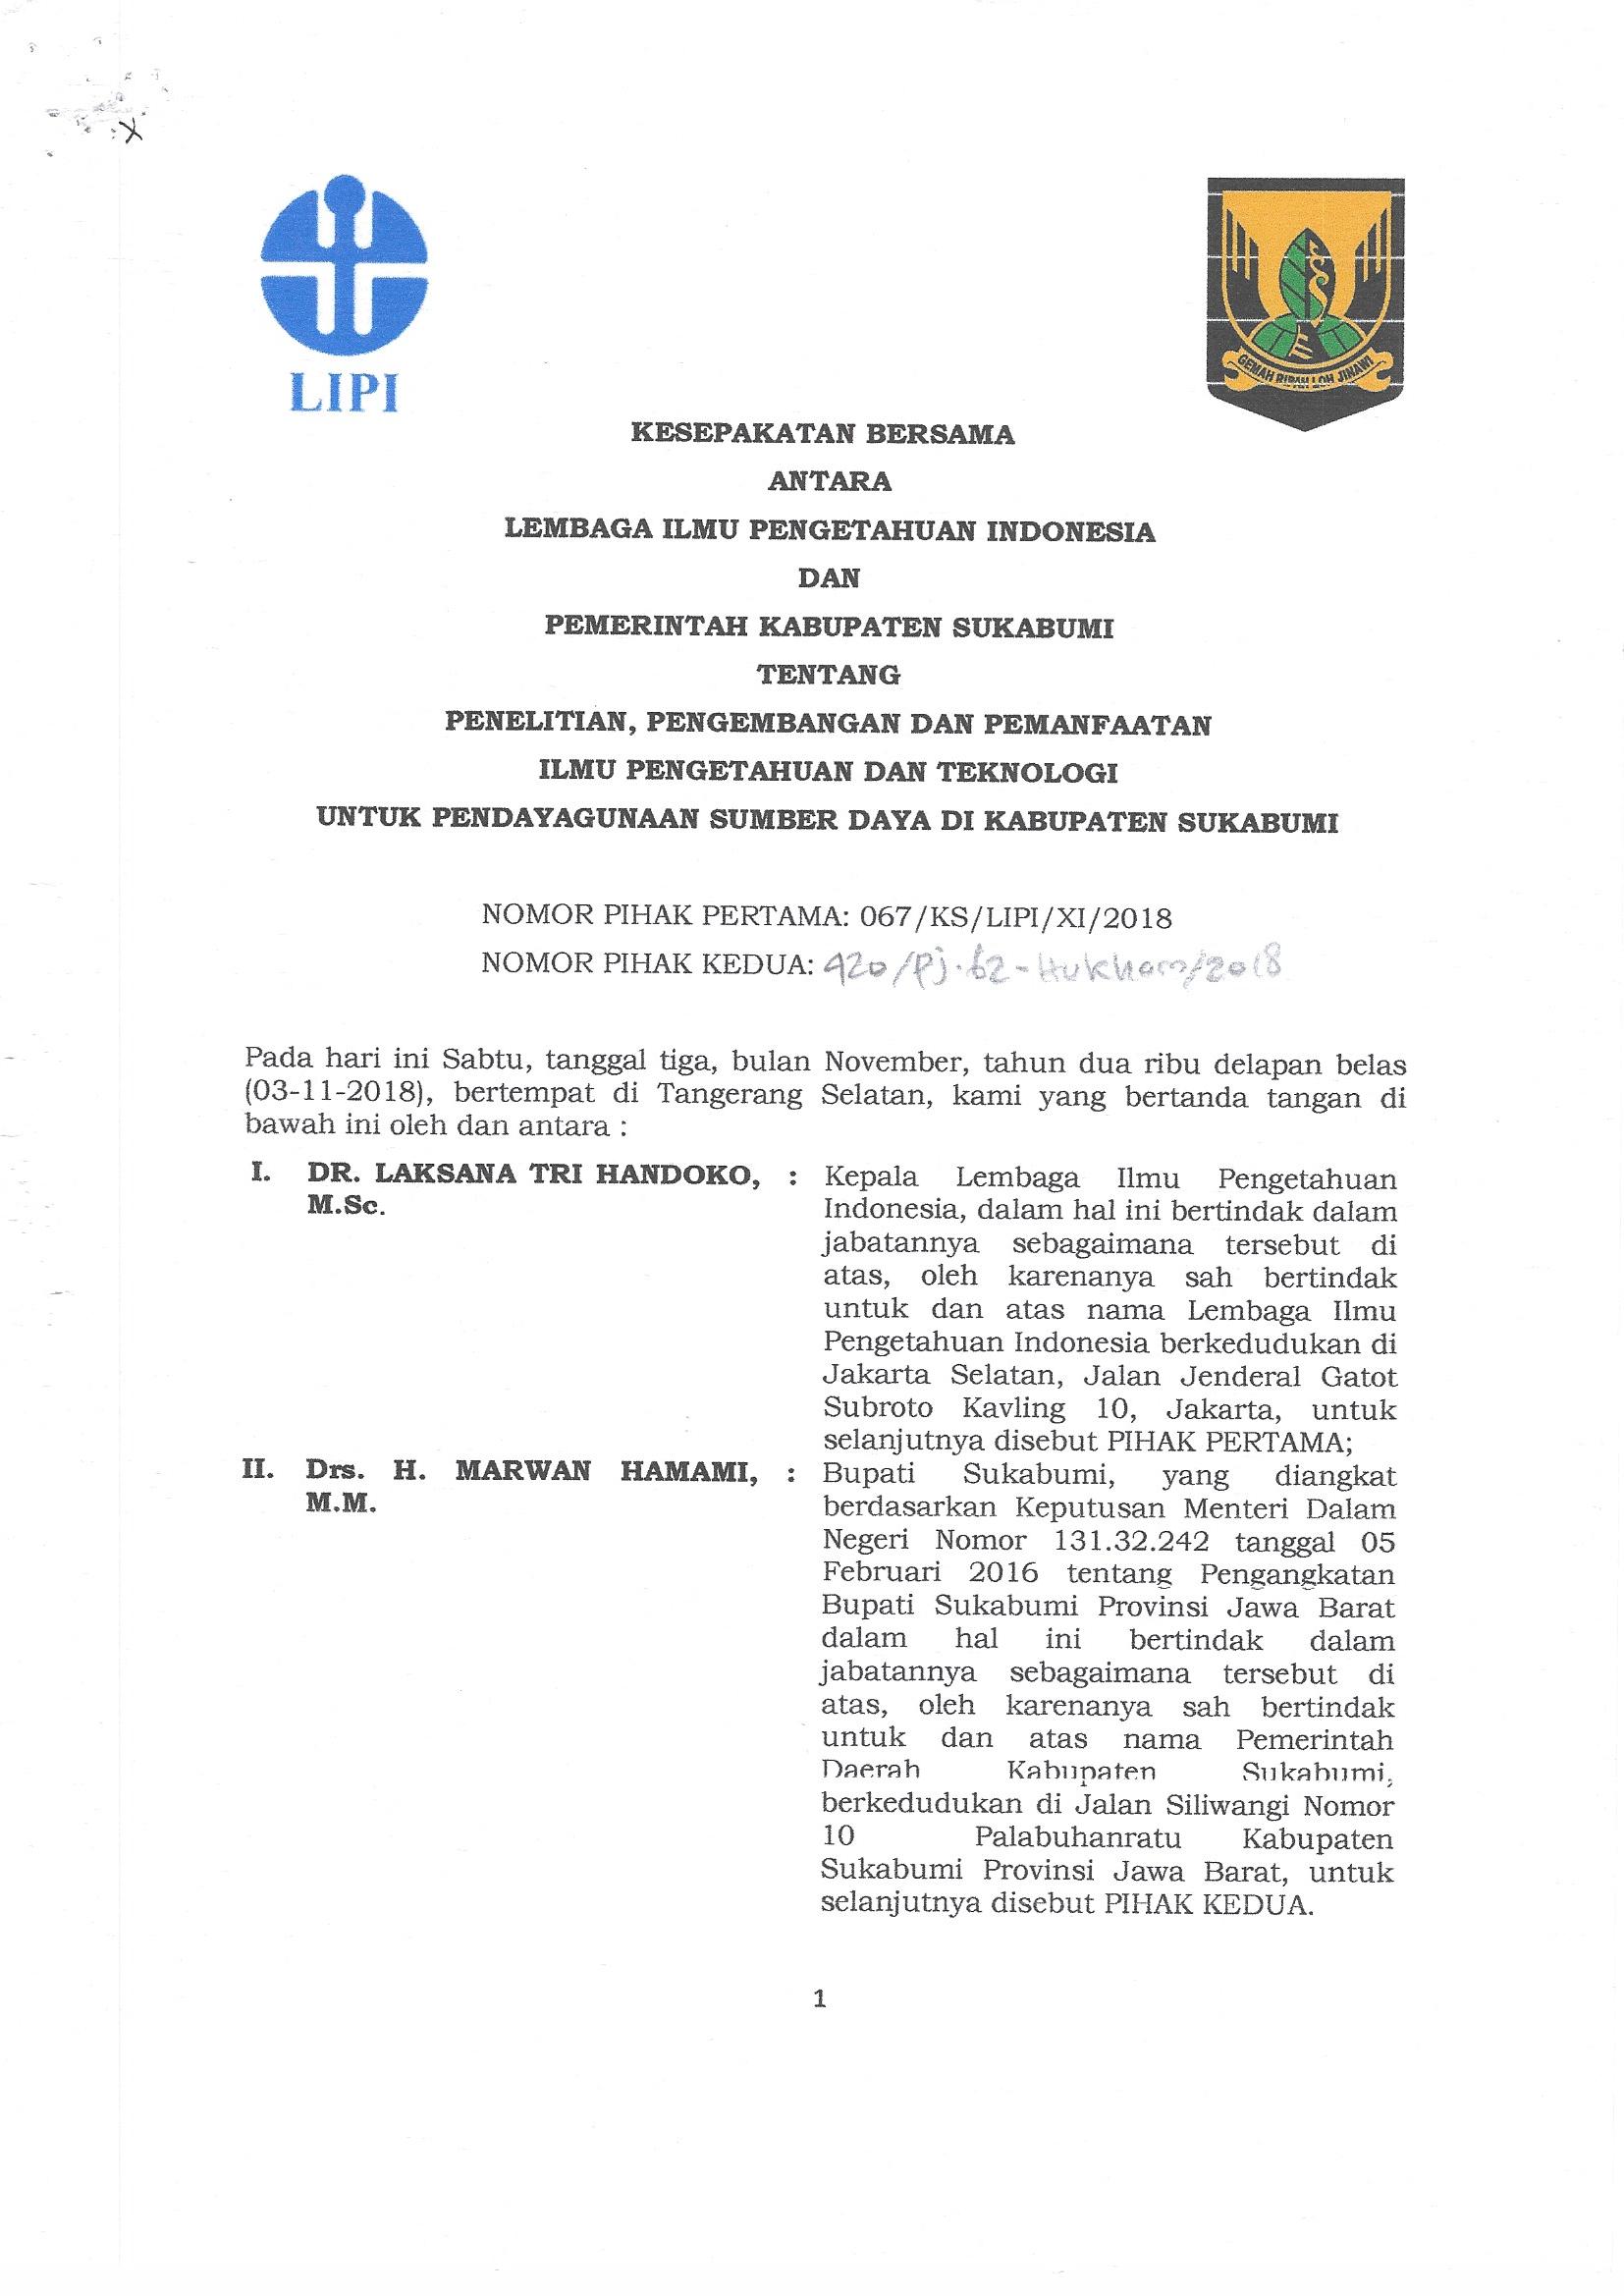 LIPI
GEMAH RIPAH LOH JINAWI
KESEPAKATAN BERSAMA
ANTARA
LEMBAGA ILMU PENGETAHUAN INDONESIA
DAN
PEMERINTAH KABUPATEN SUKABUMI
TENTANG
PENELITIAN, PENGEMBANGAN DAN PEMANFAATAN
ILMU PENGETAHUAN DAN TEKNOLOGI
UNTUK PENDAYAGUNAAN SUMBER DAYA DI KABUPATEN SUKABUMI
NOMOR PIHAK PERTAMA: 067/KS/LIPI/XI/2018
NOMOR PIHAK KEDUA: 420/Pj.62-Hukham/2018
Pada hari ini Sabtu, tanggal tiga, bulan November, tahun dua ribu delapan belas
(03-11-2018), bertempat di Tangerang Selatan, kami yang bertanda tangan di
bawah ini oleh dan antara :
I. DR. LAKSANA TRI HANDOKO, : Kepala Lembaga Ilmu Pengetahuan
M.Sc. Indonesia, dalam hal ini bertindak dalam
jabatannya sebagaimana tersebut di
atas, oleh karenanya sah bertindak
untuk dan atas nama Lembaga Ilmu
Pengetahuan Indonesia berkedudukan di
Jakarta Selatan, Jalan Jenderal Gatot
Subroto Kavling 10, Jakarta, untuk
selanjutnya disebut PIHAK PERTAMA;
II. Drs. H. MARWAN HAMAMI, : Bupati Sukabumi, yang diangkat
M.M. berdasarkan Keputusan Menteri Dalam
Negeri Nomor 131.32.242 tanggal 05
Februari 2016 tentang Pengangkatan
Bupati Sukabumi Provinsi Jawa Barat
dalam hal ini bertindak dalam
jabatannya sebagaimana tersebut di
atas, oleh karenanya sah bertindak
untuk dan atas nama Pemerintah
Daerah Kabupaten Sukabumi,
berkedudukan di Jalan Siliwangi Nomor
10 Palabuhanratu Kabupaten
Sukabumi Provinsi Jawa Barat, untuk
selanjutnya disebut PIHAK KEDUA.
1